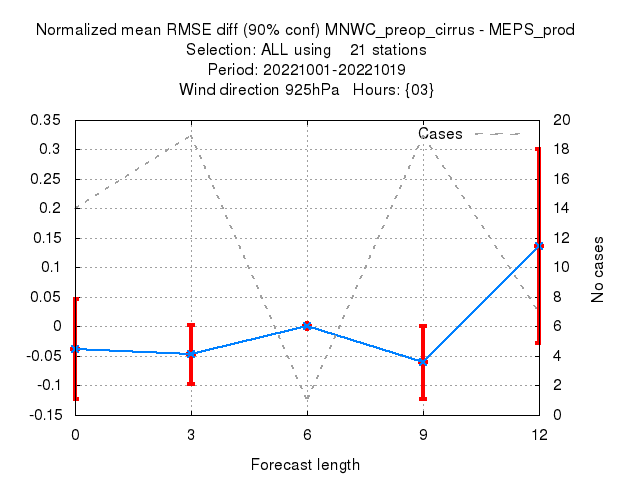 Normalized mean RMSE diff (90% conf) MNWC_preop_cirrus - MEPS_prod
Selection: ALL using 21 stations
Period: 20221001-20221019
Wind direction 925hPa Hours: {03}
0.35 20
Cases
0.3 18
0.25 16
0.2 14
0.15 12
0.1 10
0.05 8
0 6
-0.05 4
-0.1 2
-0.15 0
No cases
0 3 6 9 12
Forecast length